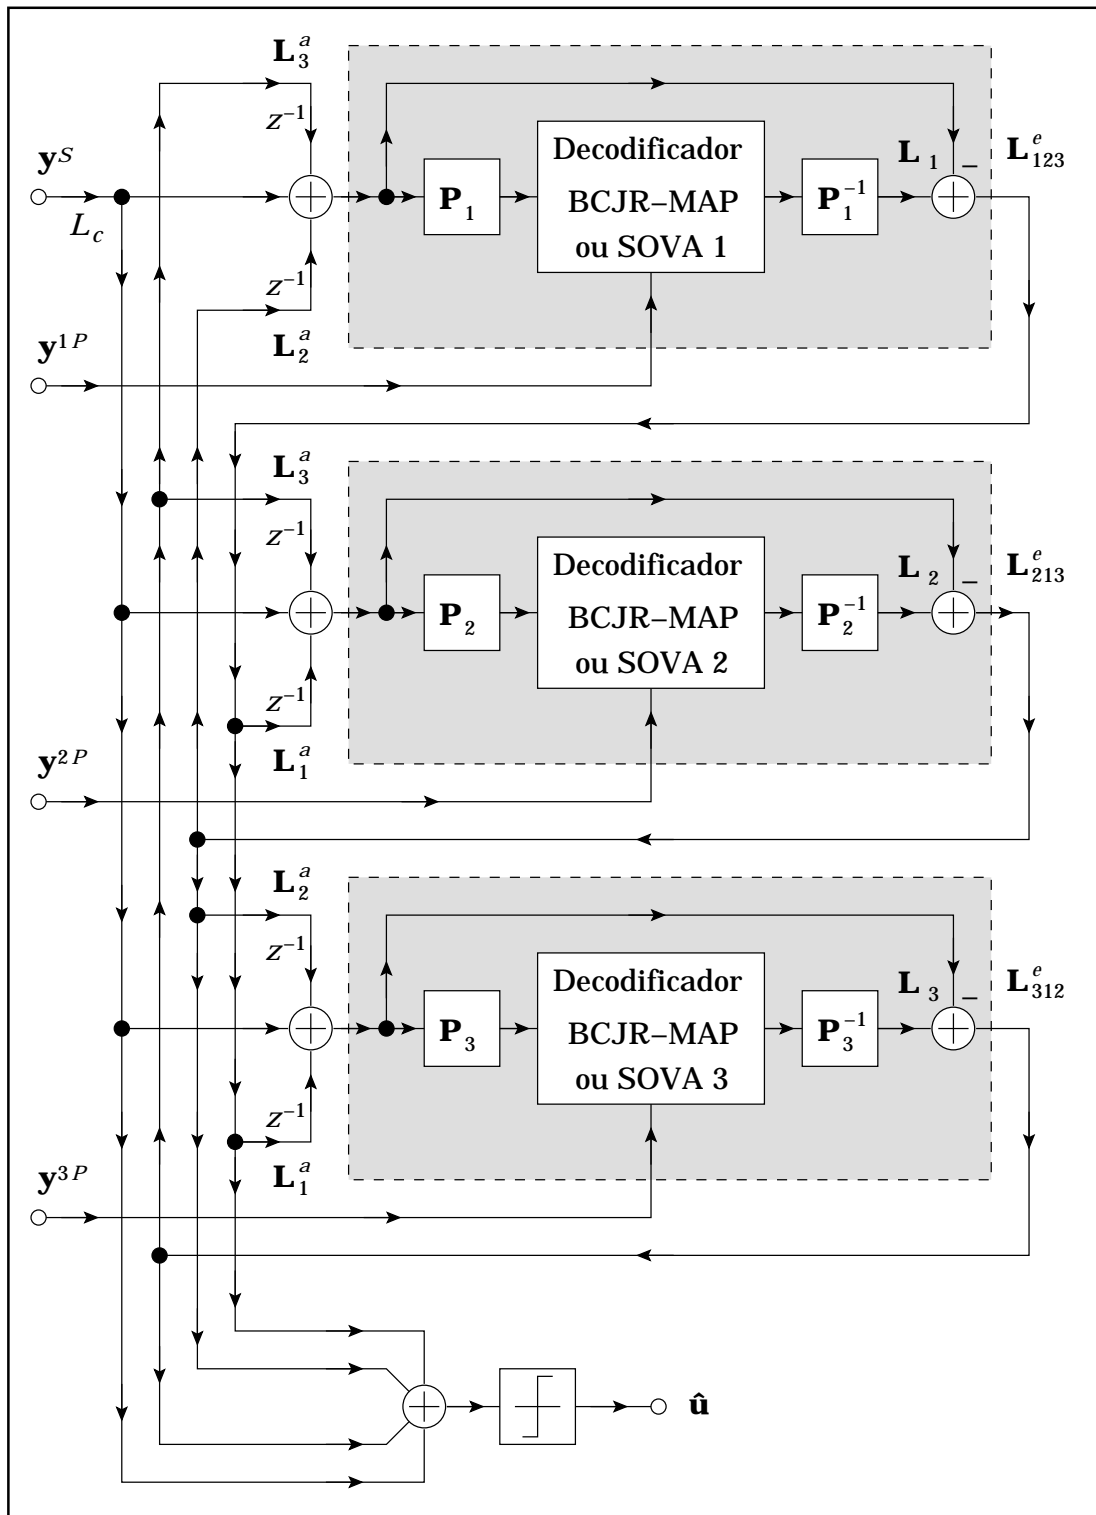 L₃ᵃ
z⁻¹
yˢ
L_c
Decodificador
BCJR–MAP
ou SOVA 1
P₁
P₁⁻¹
L₁
−
L₁₂₃ᵉ
z⁻¹
L₂ᵃ
y¹ᴾ
L₃ᵃ
z⁻¹
Decodificador
BCJR–MAP
ou SOVA 2
P₂
P₂⁻¹
L₂
−
L₂₁₃ᵉ
z⁻¹
L₁ᵃ
y²ᴾ
L₂ᵃ
z⁻¹
Decodificador
BCJR–MAP
ou SOVA 3
P₃
P₃⁻¹
L₃
−
L₃₁₂ᵉ
z⁻¹
L₁ᵃ
y³ᴾ
û